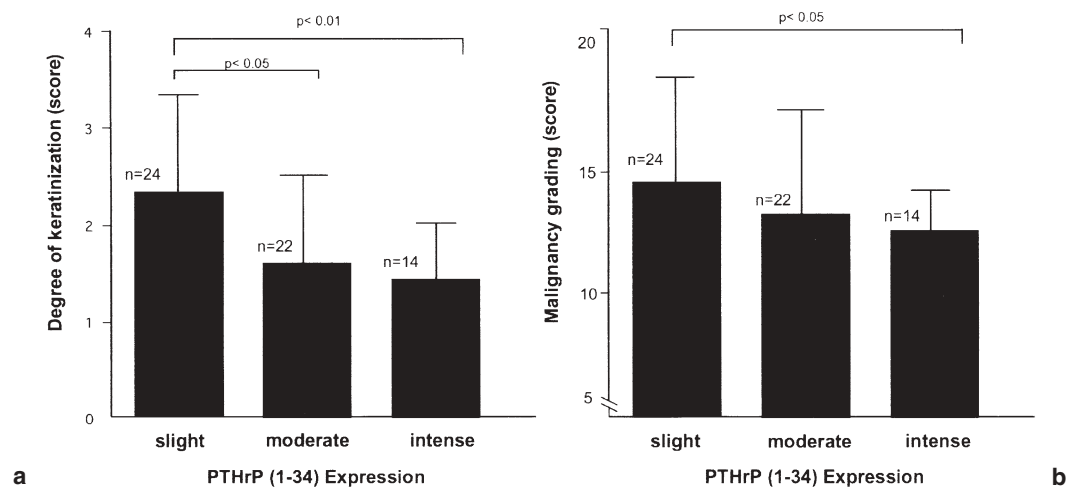 p< 0.01
p< 0.05
4
3
2
1
0
Degree of keratinization (score)
n=24
n=22
n=14
slight moderate intense
PTHrP (1-34) Expression
a
p< 0.05
20
15
10
5
Malignancy grading (score)
n=24
n=22
n=14
slight moderate intense
PTHrP (1-34) Expression
b